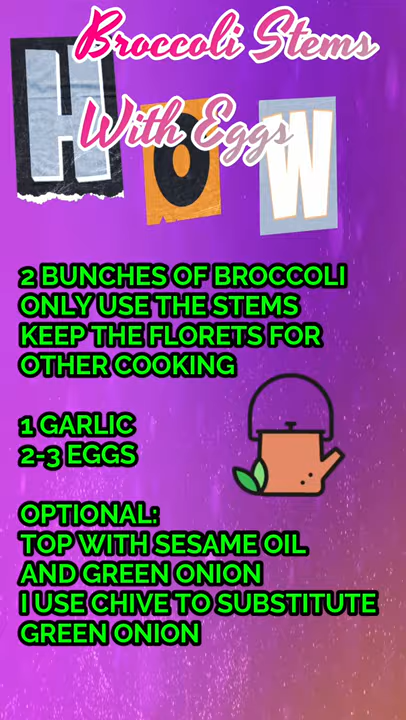 Broccoli Stems
With Eggs
HOW
2 BUNCHES OF BROCCOLI
ONLY USE THE STEMS
KEEP THE FLORETS FOR
OTHER COOKING
1 GARLIC
2-3 EGGS
OPTIONAL:
TOP WITH SESAME OIL
AND GREEN ONION
I USE CHIVE TO SUBSTITUTE
GREEN ONION